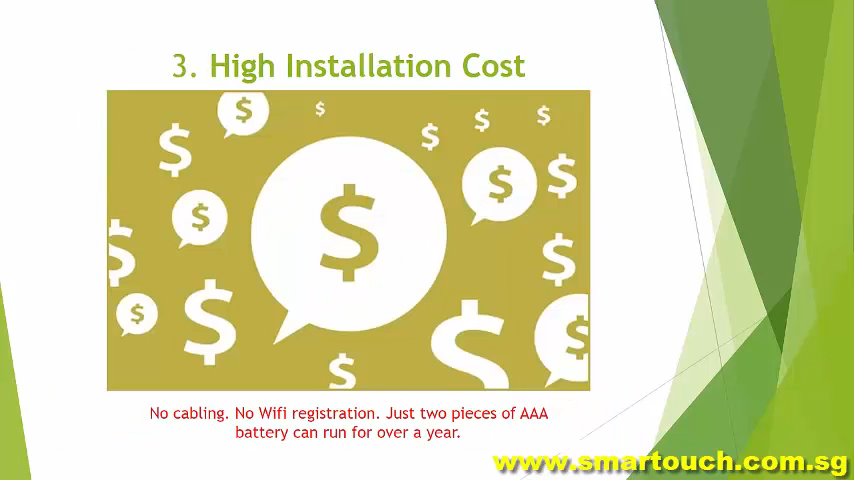 3. High Installation Cost
$ $ $ $ $
$ $ $
$ $
$ $
$ $ $
$ $
No cabling. No Wifi registration. Just two pieces of AAA
battery can run for over a year.
www.smartouch.com.sg